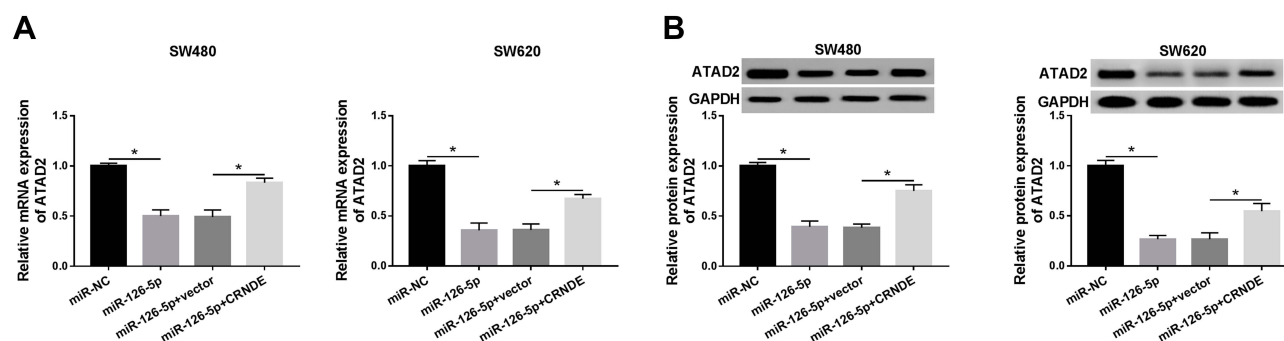 A
SW480
Relative mRNA expression
of ATAD2
1.5
1.0
0.5
0.0
*
*
miR-NC
miR-126-5p
miR-126-5p+vector
miR-126-5p+CRNDE
SW620
Relative mRNA expression
of ATAD2
1.5
1.0
0.5
0.0
*
*
miR-NC
miR-126-5p
miR-126-5p+vector
miR-126-5p+CRNDE
B
SW480
ATAD2
GAPDH
Relative protein expression
of ATAD2
1.5
1.0
0.5
0.0
*
*
miR-NC
miR-126-5p
miR-126-5p+vector
miR-126-5p+CRNDE
SW620
ATAD2
GAPDH
Relative protein expression
of ATAD2
1.5
1.0
0.5
0.0
*
*
miR-NC
miR-126-5p
miR-126-5p+vector
miR-126-5p+CRNDE